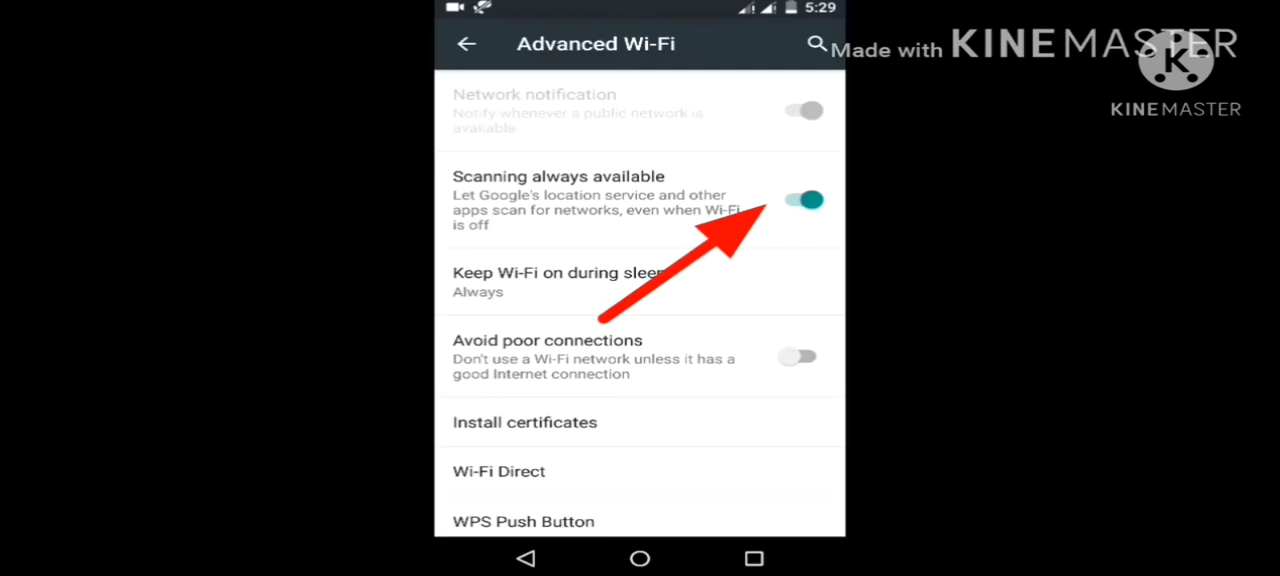 5:29
Advanced Wi-Fi
Made with KINEMASTER
K
KINEMASTER
Network notification
Notify whenever a public network is
available
Scanning always available
Let Google's location service and other
apps scan for networks, even when Wi-Fi
is off
Keep Wi-Fi on during sleep
Always
Avoid poor connections
Don't use a Wi-Fi network unless it has a
good Internet connection
Install certificates
Wi-Fi Direct
WPS Push Button